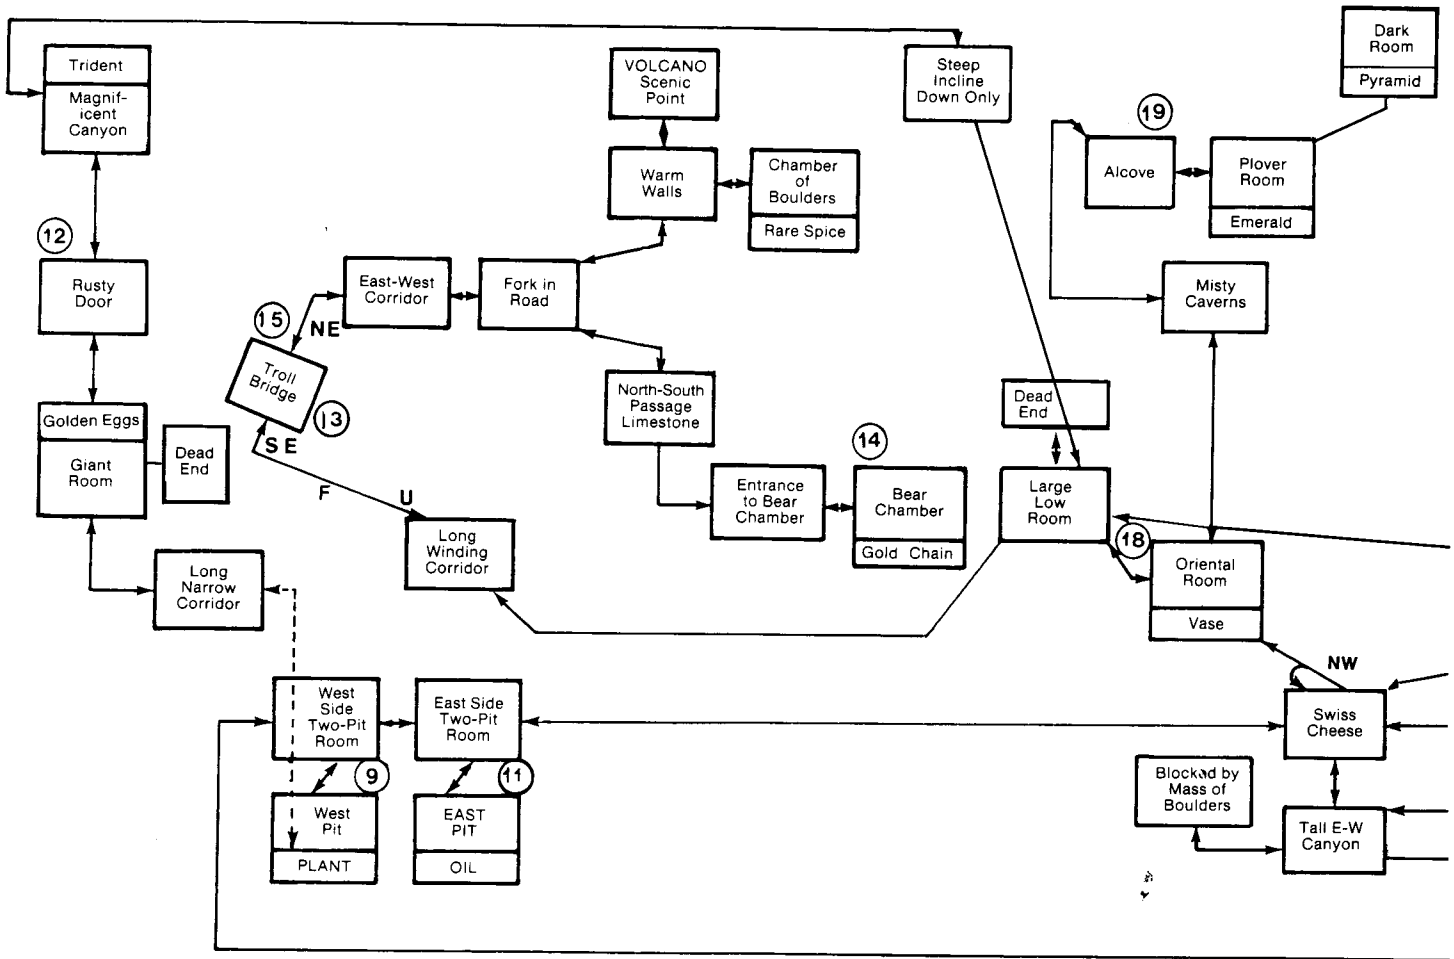 Trident
Magnif-
icent
Canyon
12
Rusty
Door
Golden Eggs
Giant
Room
Dead
End
Long
Narrow
Corridor
15
NE
Troll
Bridge
13
SE
F
U
Long
Winding
Corridor
East-West
Corridor
Fork in
Road
VOLCANO
Scenic
Point
Warm
Walls
Chamber
of
Boulders
Rare Spice
North-South
Passage
Limestone
Entrance
to Bear
Chamber
14
Bear
Chamber
Gold Chain
Steep
Incline
Down Only
Dead
End
Large
Low
Room
18
19
Alcove
Plover
Room
Emerald
Dark
Room
Pyramid
Misty
Caverns
Oriental
Room
Vase
NW
Swiss
Cheese
Blocked by
Mass of
Boulders
Tall E-W
Canyon
West
Side
Two-Pit
Room
East Side
Two-Pit
Room
9
11
West
Pit
PLANT
EAST
PIT
OIL